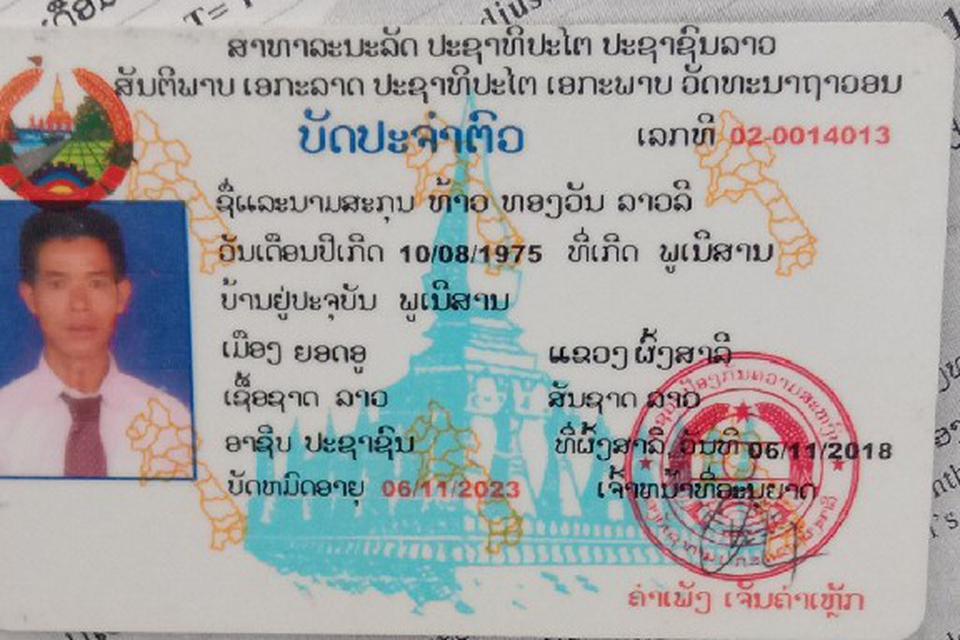 ສາທາລະນະລັດ ປະຊາທິປະໄຕ ປະຊາຊົນລາວ
ສັນຕິພາບ ເອກະລາດ ປະຊາທິປະໄຕ ເອກະພາບ ວັດທະນາຖາວອນ
ບັດປະຈຳຕົວ
ເລກທີ 02-0014013
ຊື່ແລະນາມສະກຸນ ທ້າວ ທອງວັນ ລາວລີ
ວັນເດືອນປີເກີດ 10/08/1975 ທີ່ເກີດ ພູເນີສານ
ບ້ານຢູ່ປະຈຸບັນ ພູເນີສານ
ເມືອງ ຍອດອູ ແຂວງ ຜົ້ງສາລີ
ເຊື້ອຊາດ ລາວ ສັນຊາດ ລາວ
ອາຊີບ ປະຊາຊົນ ທີ່ຜົ້ງສາລີ, ວັນທີ 06/11/2018
ບັດຫມົດອາຍຸ 06/11/2023 ເຈົ້າຫນ້າທີ່ອະນຸຍາດ
ຄຳເພັງ ເຈັນຄຳເຫຼັກ